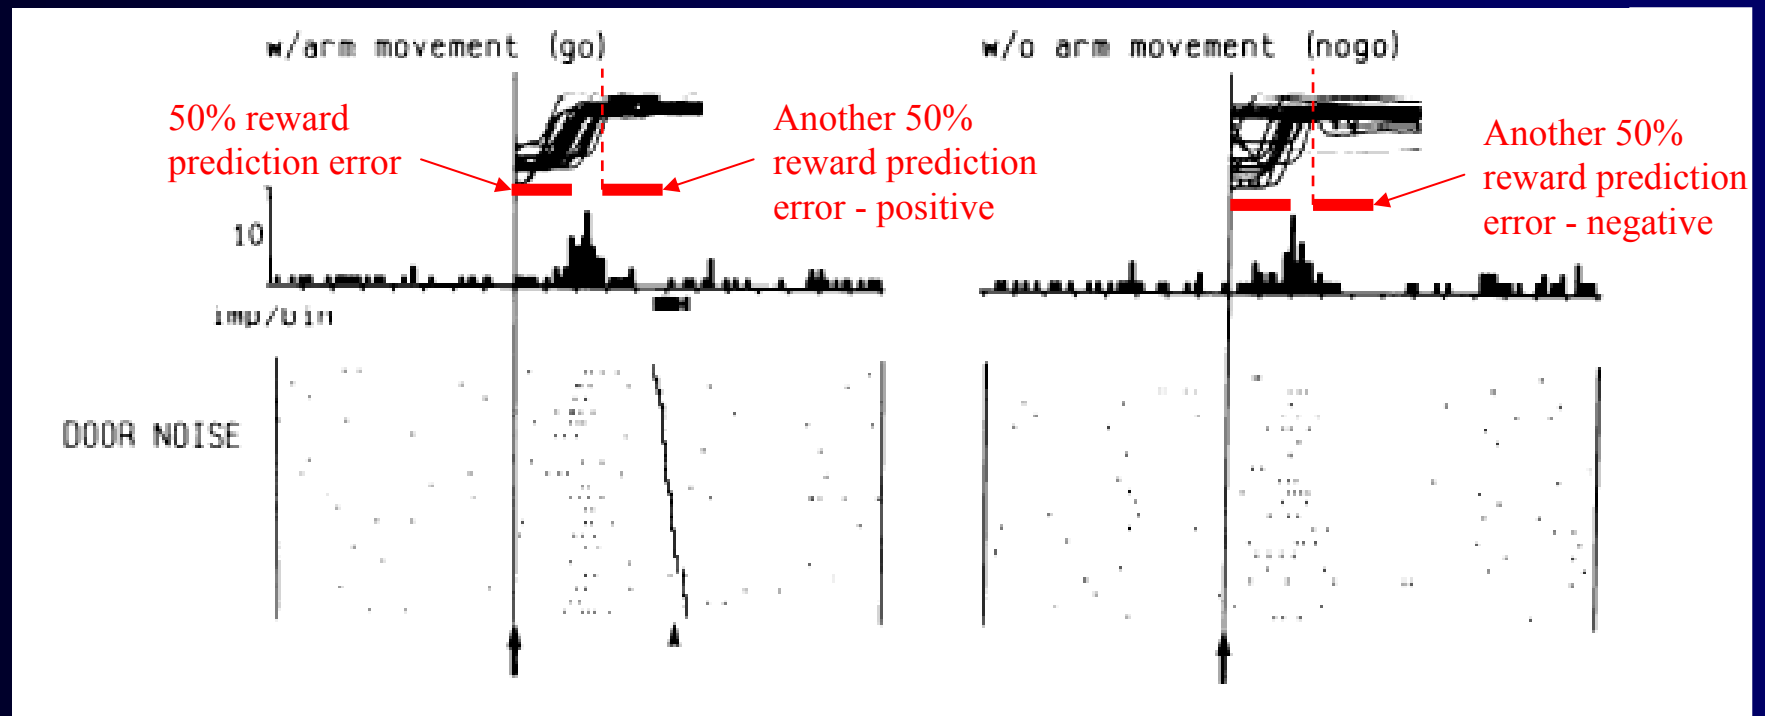 w/arm movement (go)
w/o arm movement (nogo)
50% reward
prediction error
Another 50%
reward prediction
error - positive
Another 50%
reward prediction
error - negative
10
imp/bin
DOOR NOISE